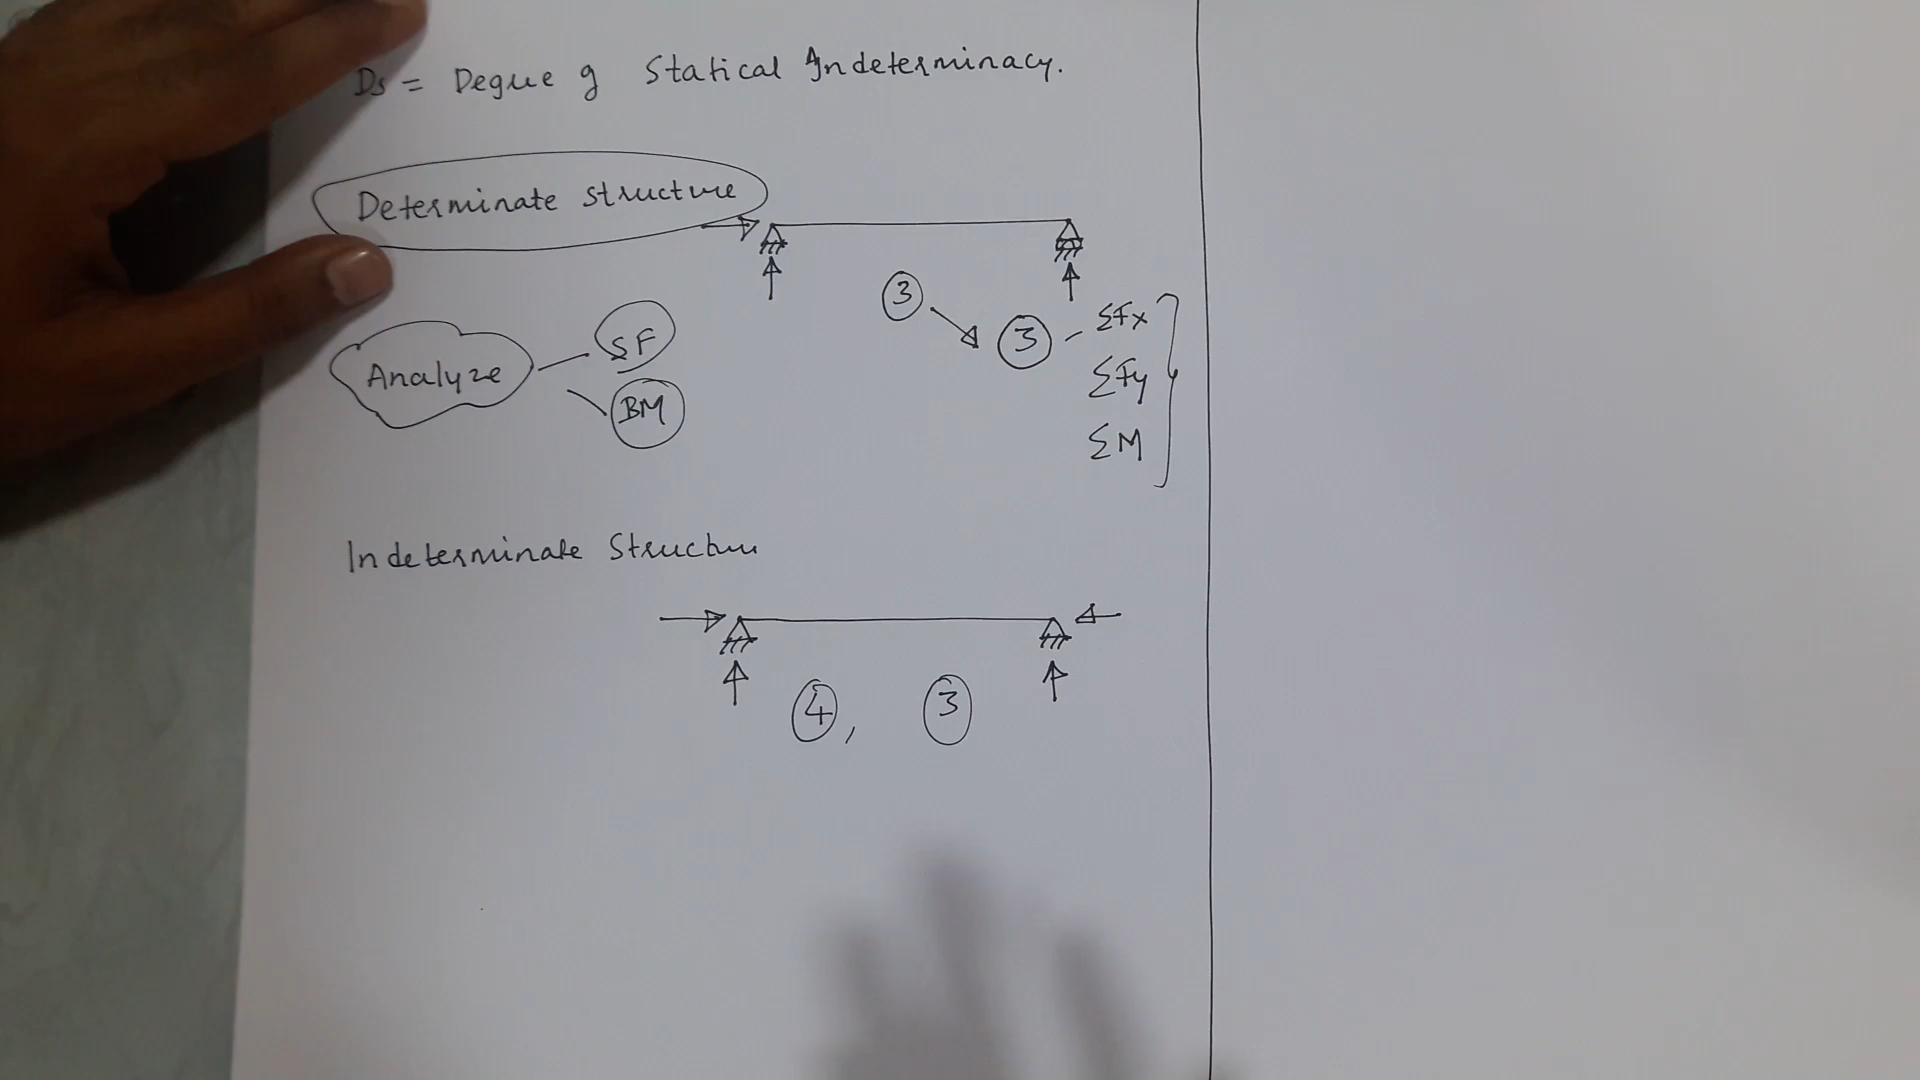 Ds = Degree of Statical Indeterminacy.
Determinate structure
3
3 - ΣFx
SF
Analyze
ΣFy
BM
ΣM
Indeterminate Structure
4, 3